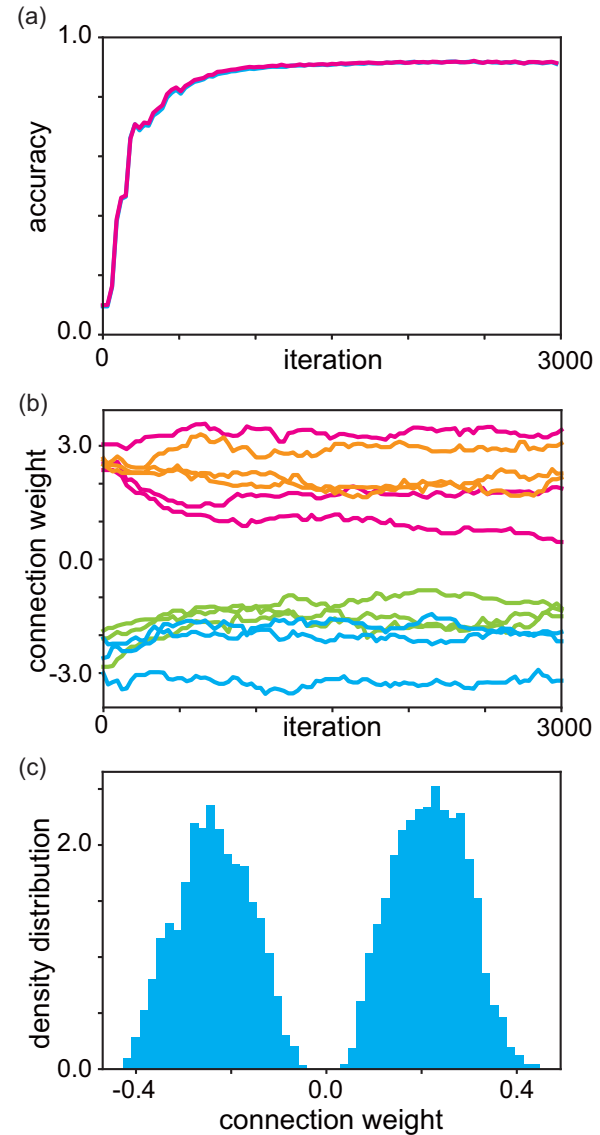 (a)
1.0
accuracy
0.0
0
iteration
3000
(b)
3.0
connection weight
0.0
-3.0
0
iteration
3000
(c)
2.0
density distribution
0.0
-0.4
0.0
0.4
connection weight